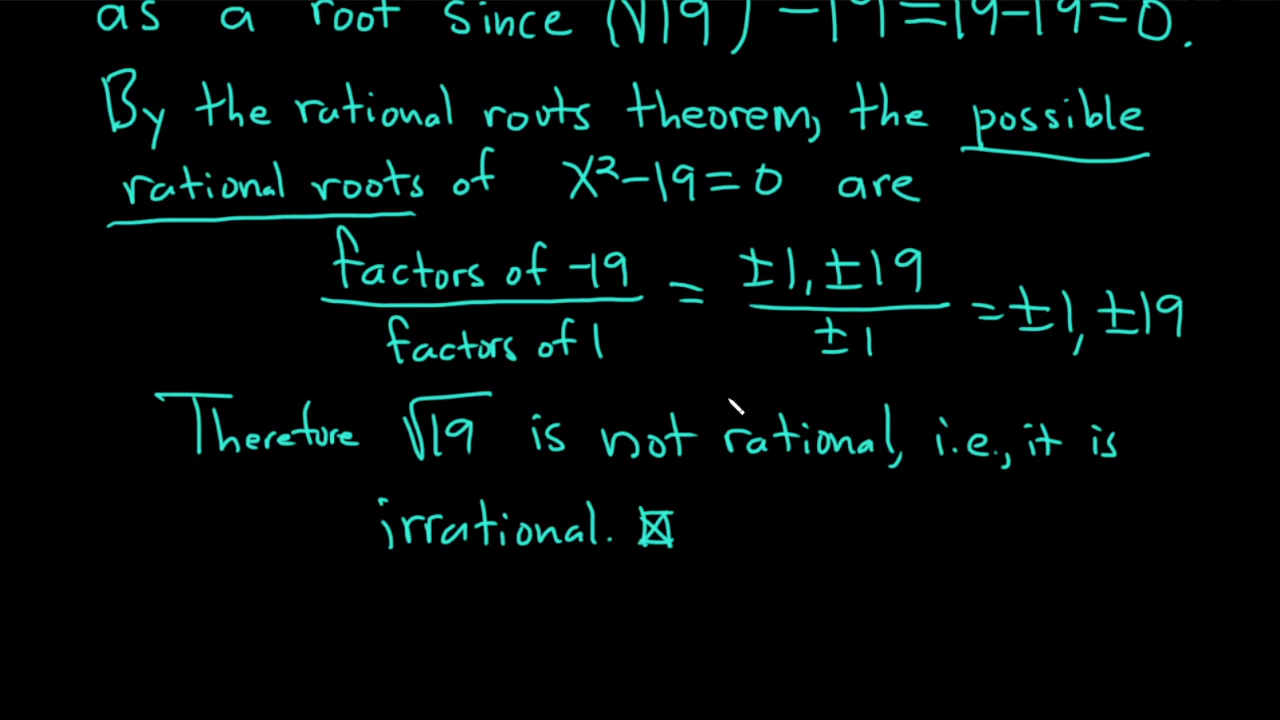 as a root since (√19)  - 19 = 19 - 19 = 0.
By the rational roots theorem, the possible
rational roots of x² - 19 = 0 are
factors of -19 / factors of 1 = ±1, ±19 / ±1 = ±1, ±19
Therefore √19 is not rational, i.e., it is
irrational. ⊠